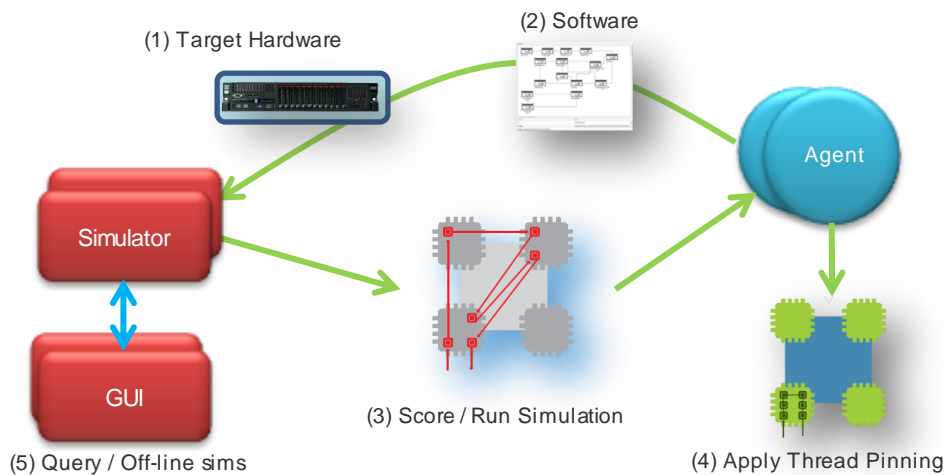 (2) Software
(1) Target Hardware
Agent
Simulator
GUI
(3) Score / Run Simulation
(5) Query / Off-line sims
(4) Apply Thread Pinning